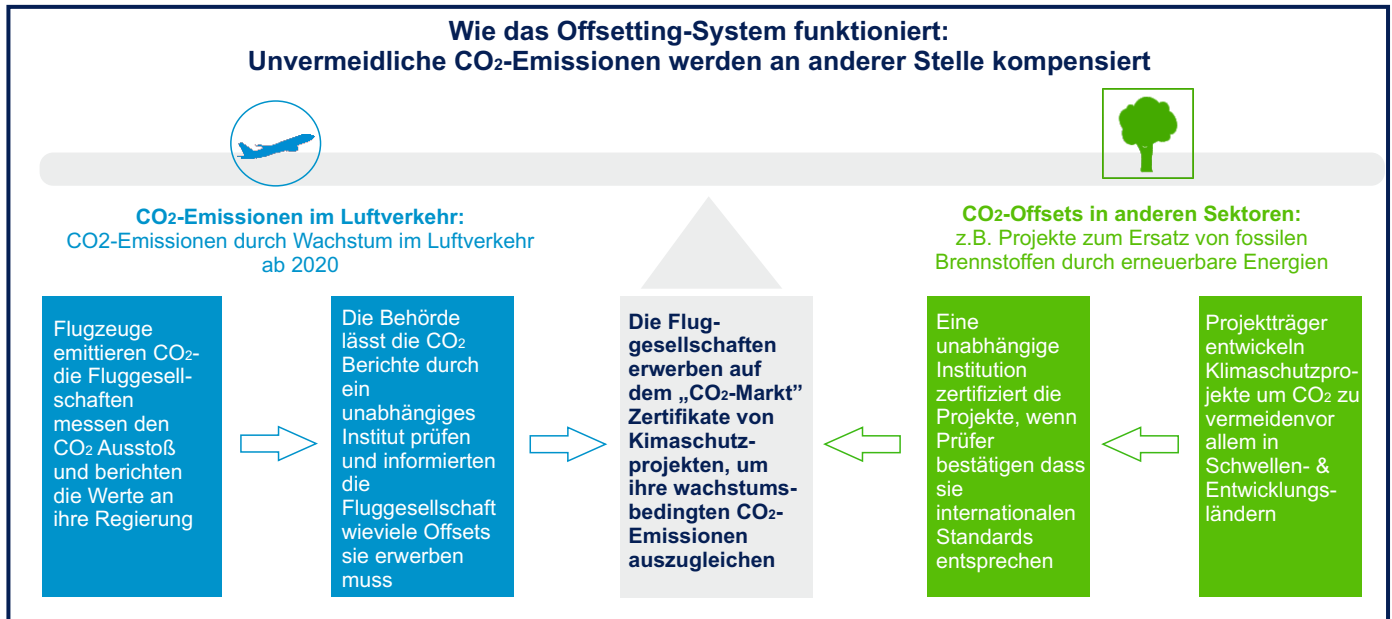 Wie das Offsetting-System funktioniert:
Unvermeidliche CO₂-Emissionen werden an anderer Stelle kompensiert
CO₂-Emissionen im Luftverkehr:
CO2-Emissionen durch Wachstum im Luftverkehr
ab 2020
CO₂-Offsets in anderen Sektoren:
z.B. Projekte zum Ersatz von fossilen
Brennstoffen durch erneuerbare Energien
Flugzeuge
emittieren CO₂-
die Fluggesell-
schaften
messen den
CO₂ Ausstoß
und berichten
die Werte an
ihre Regierung
Die Behörde
lässt die CO₂
Berichte durch
ein
unabhängiges
Institut prüfen
und informierten
die
Fluggesellschaft
wieviele Offsets
sie erwerben
muss
Die Flug-
gesellschaften
erwerben auf
dem „CO₂-Markt”
Zertifikate von
Kimaschutz-
projekten, um
ihre wachstums-
bedingten CO₂-
Emissionen
auszugleichen
Eine
unabhängige
Institution
zertifiziert die
Projekte, wenn
Prüfer
bestätigen dass
sie
internationalen
Standards
entsprechen
Projektträger
entwickeln
Klimaschutzpro-
jekte um CO₂ zu
vermeidenvor
allem in
Schwellen- &
Entwicklungs-
ländern